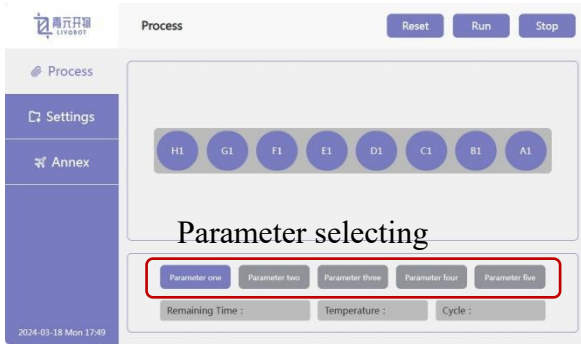 青元开物
LIVOBOT
Process
Reset
Run
Stop
Process
Settings
Annex
H1
G1
F1
E1
D1
C1
B1
A1
Parameter selecting
Parameter one
Parameter two
Parameter three
Parameter four
Parameter five
Remaining Time :
Temperature :
Cycle :
2024-03-18 Mon 17:49